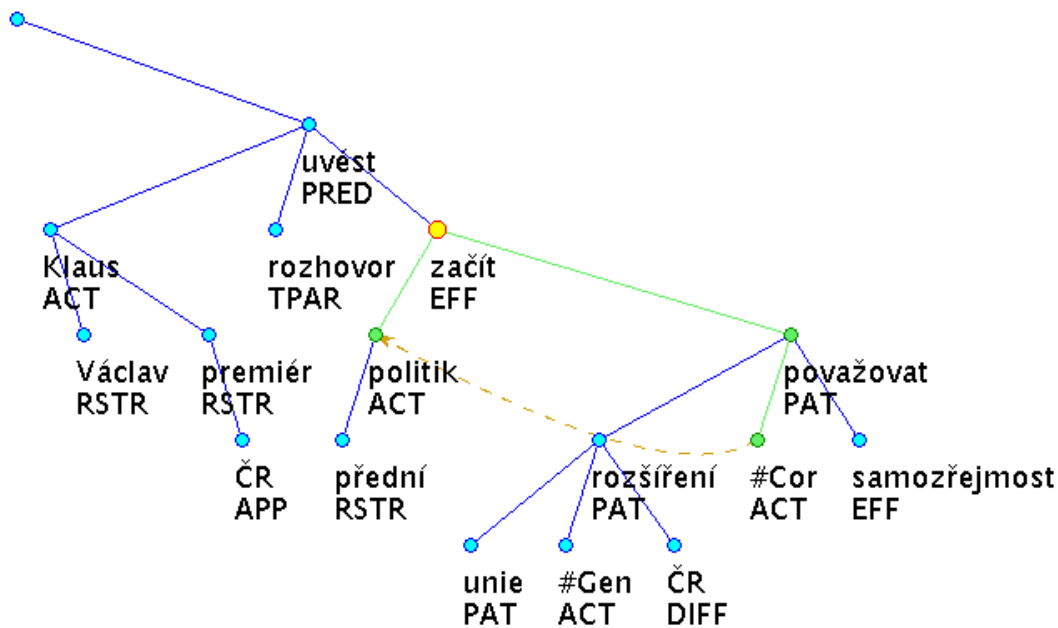 uvést
PRED
Klaus
ACT
rozhovor
TPAR
začít
EFF
Václav
RSTR
premiér
RSTR
politik
ACT
považovat
PAT
ČR
APP
přední
RSTR
rozšíření
PAT
#Cor
ACT
samozřejmost
EFF
unie
PAT
#Gen
ACT
ČR
DIFF